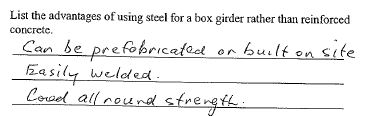 List the advantages of using steel for a box girder rather than reinforced
concrete.
Can be prefabricated or built on site
Easily welded.
Good all round strength.